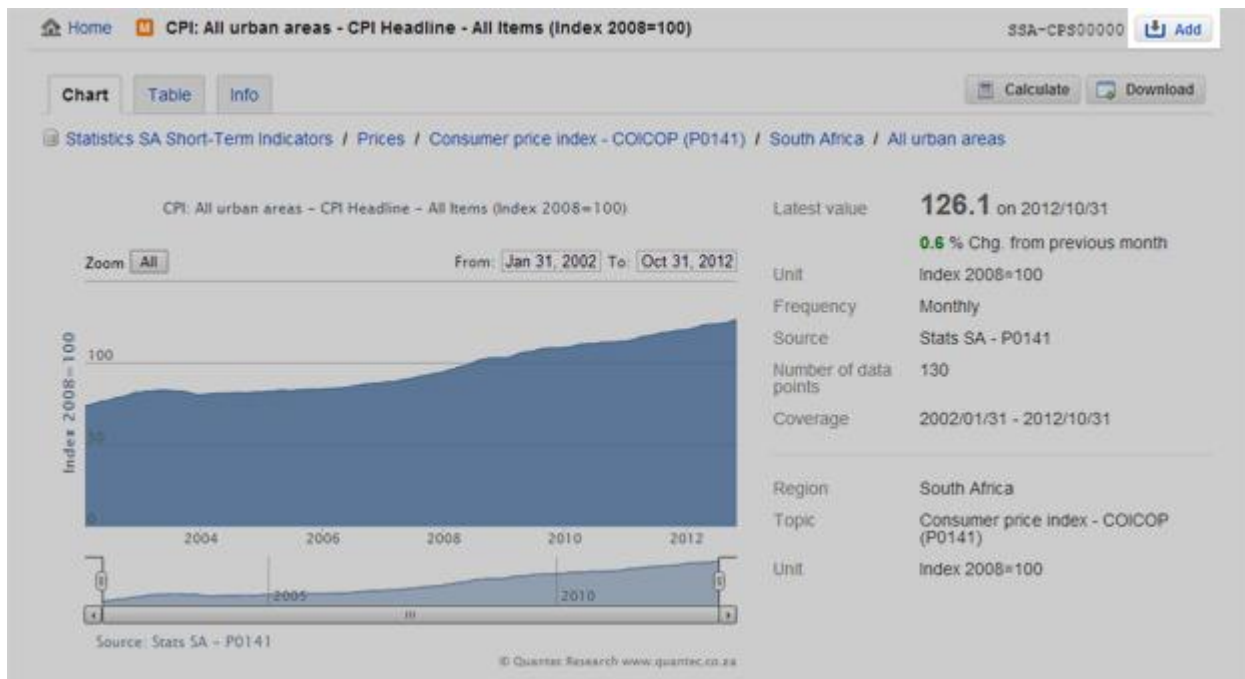 Home CPI: All urban areas - CPI Headline - All Items (Index 2008=100) SSA-CPS00000 Add
Chart Table Info Calculate Download
Statistics SA Short-Term Indicators / Prices / Consumer price index - COICOP (P0141) / South Africa / All urban areas
CPI: All urban areas – CPI Headline – All Items (Index 2008=100)
Zoom All From: Jan 31, 2002 To: Oct 31, 2012
Index 2008=100
100
50
0
2004 2006 2008 2010 2012
2005 2010
Source: Stats SA – P0141
© Quantec Research www.quantec.co.za
Latest value 126.1 on 2012/10/31
0.6 % Chg. from previous month
Unit Index 2008=100
Frequency Monthly
Source Stats SA - P0141
Number of data 130
points
Coverage 2002/01/31 - 2012/10/31
Region South Africa
Topic Consumer price index - COICOP
(P0141)
Unit Index 2008=100